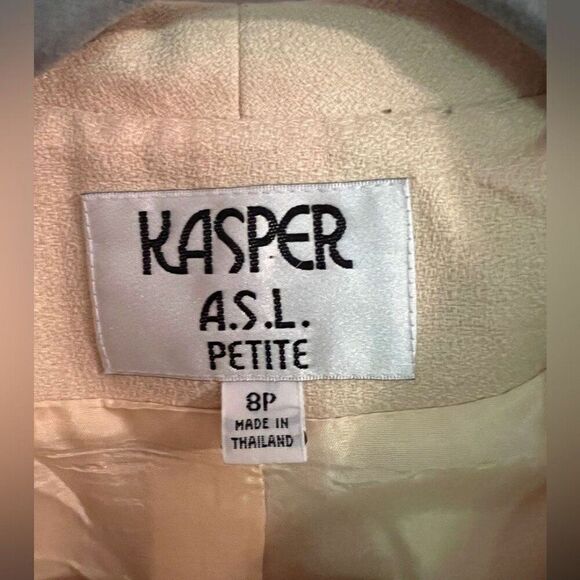 KASPER
A.S.L.
PETITE
8P
MADE IN
THAILAND